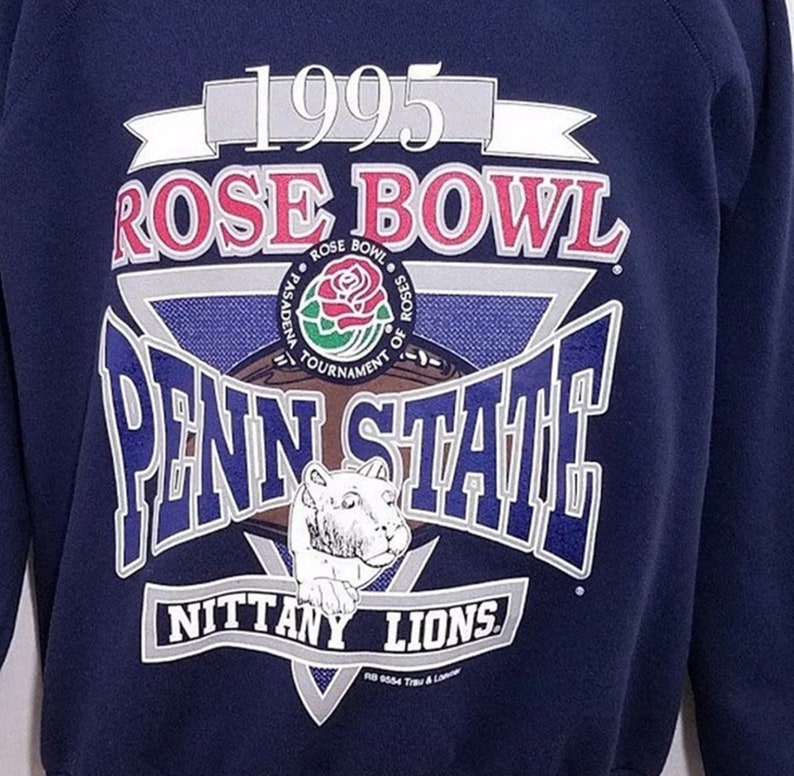 1995
ROSE BOWL®
ROSE BOWL®
PASADENA TOURNAMENT OF ROSES
PENN STATE®
NITTANY LIONS®
RB 9554 Trau & Loevner